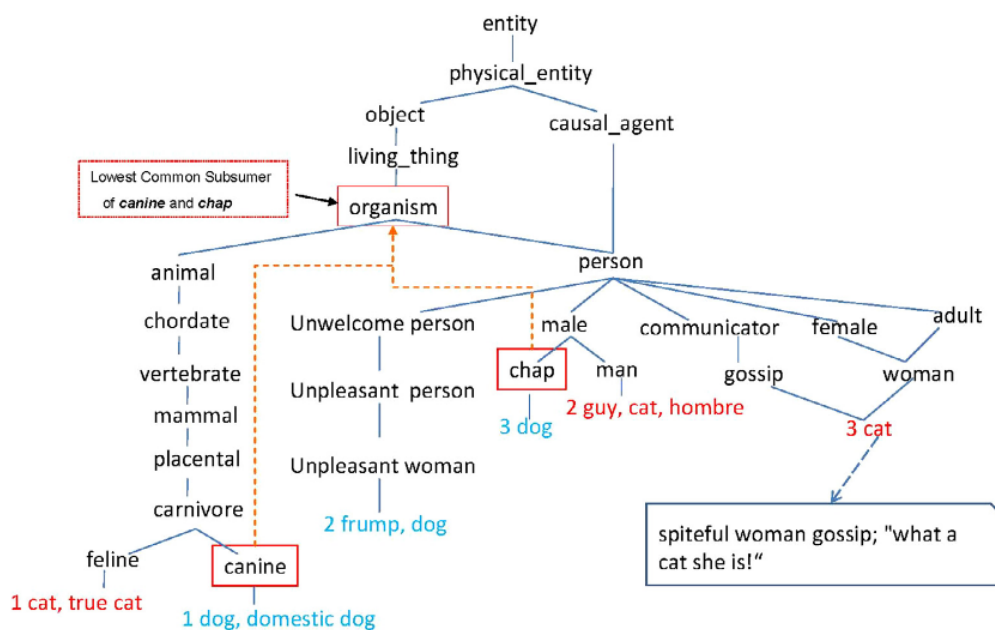 entity
physical_entity
object
causal_agent
living_thing
Lowest Common Subsumer
of canine and chap
organism
animal
person
chordate
Unwelcome person
male
communicator
female
adult
vertebrate
Unpleasant person
chap
man
gossip
woman
mammal
3 dog
2 guy, cat, hombre
3 cat
placental
Unpleasant woman
carnivore
2 frump, dog
spiteful woman gossip; "what a
cat she is!“
feline
canine
1 cat, true cat
1 dog, domestic dog